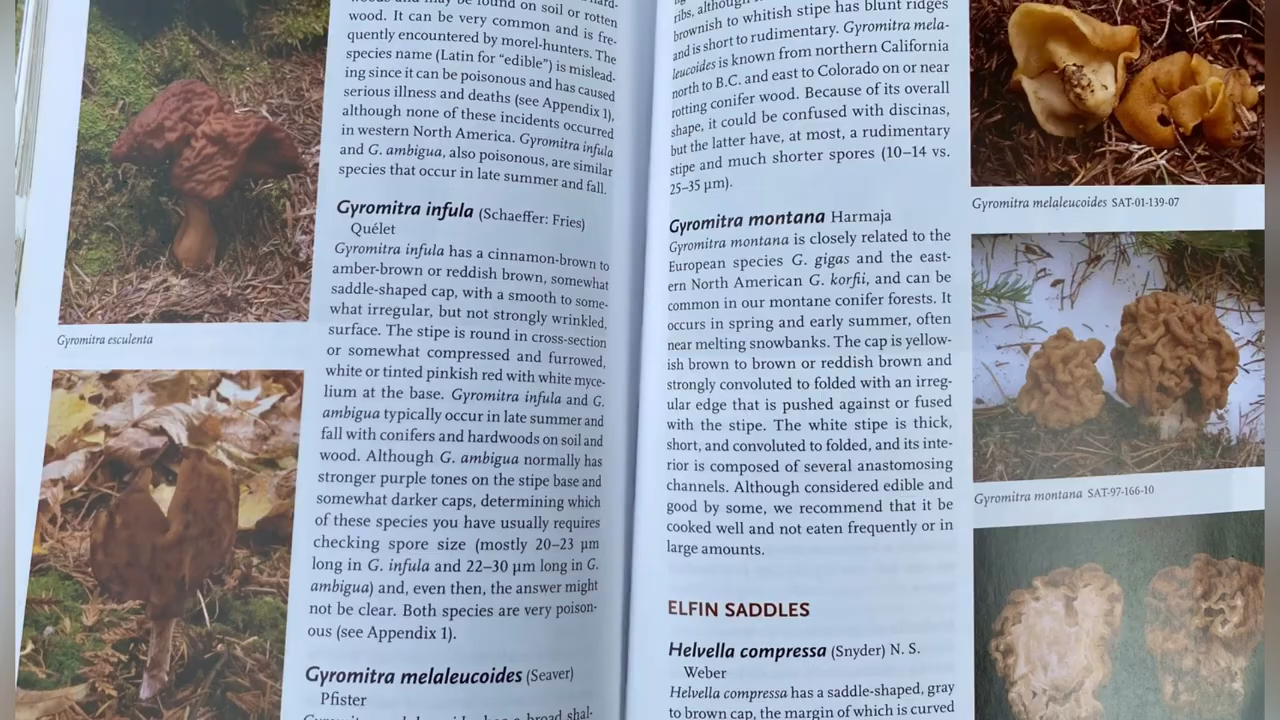 Gyromitra esculenta
woods and may be found on soil or rotten
wood. It can be very common and is fre-
quently encountered by morel-hunters. The
species name (Latin for “edible”) is mislead-
ing since it can be poisonous and has caused
serious illness and deaths (see Appendix 1),
although none of these incidents occurred
in western North America. Gyromitra infula
and G. ambigua, also poisonous, are similar
species that occur in late summer and fall.
Gyromitra infula (Schaeffer: Fries)
Quélet
Gyromitra infula has a cinnamon-brown to
amber-brown or reddish brown, somewhat
saddle-shaped cap, with a smooth to some-
what irregular, but not strongly wrinkled,
surface. The stipe is round in cross-section
or somewhat compressed and furrowed,
white or tinted pinkish red with white myce-
lium at the base. Gyromitra infula and G.
ambigua typically occur in late summer and
fall with conifers and hardwoods on soil and
wood. Although G. ambigua normally has
stronger purple tones on the stipe base and
somewhat darker caps, determining which
of these species you have usually requires
checking spore size (mostly 20–23 μm
long in G. infula and 22–30 μm long in G.
ambigua) and, even then, the answer might
not be clear. Both species are very poison-
ous (see Appendix 1).
Gyromitra melaleucoides (Seaver)
Pfister
ribs, although
brownish to whitish stipe has blunt ridges
and is short to rudimentary. Gyromitra mela-
leucoides is known from northern California
north to B.C. and east to Colorado on or near
rotting conifer wood. Because of its overall
shape, it could be confused with discinas,
but the latter have, at most, a rudimentary
stipe and much shorter spores (10–14 vs.
25–35 μm).
Gyromitra montana Harmaja
Gyromitra montana is closely related to the
European species G. gigas and the east-
ern North American G. korfii, and can be
common in our montane conifer forests. It
occurs in spring and early summer, often
near melting snowbanks. The cap is yellow-
ish brown to brown or reddish brown and
strongly convoluted to folded with an irreg-
ular edge that is pushed against or fused
with the stipe. The white stipe is thick,
short, and convoluted to folded, and its inte-
rior is composed of several anastomosing
channels. Although considered edible and
good by some, we recommend that it be
cooked well and not eaten frequently or in
large amounts.
ELFIN SADDLES
Helvella compressa (Snyder) N. S.
Weber
Helvella compressa has a saddle-shaped, gray
to brown cap, the margin of which is curved
Gyromitra melaleucoides SAT-01-139-07
Gyromitra montana SAT-97-166-10